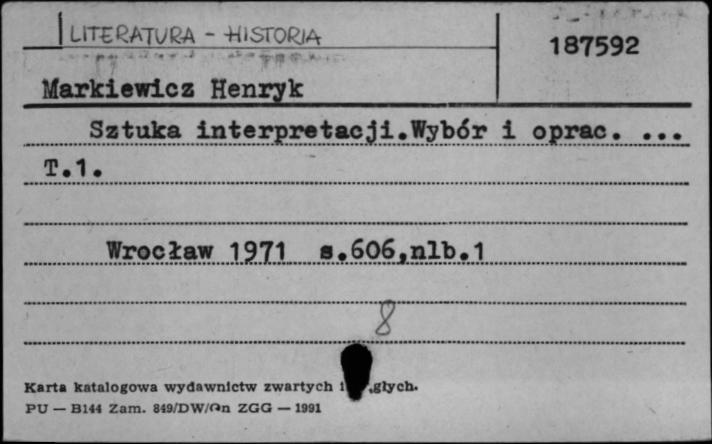 LITERATURA - HISTORIA
187592
Markiewicz Henryk
Sztuka interpretacji.Wybór i oprac. ...
T.1.
Wrocław 1971 s.606,nlb.1
8
Karta katalogowa wydawnictw zwartych i głych.
PU — B144 Zam. 849/DW/ ZGG — 1991